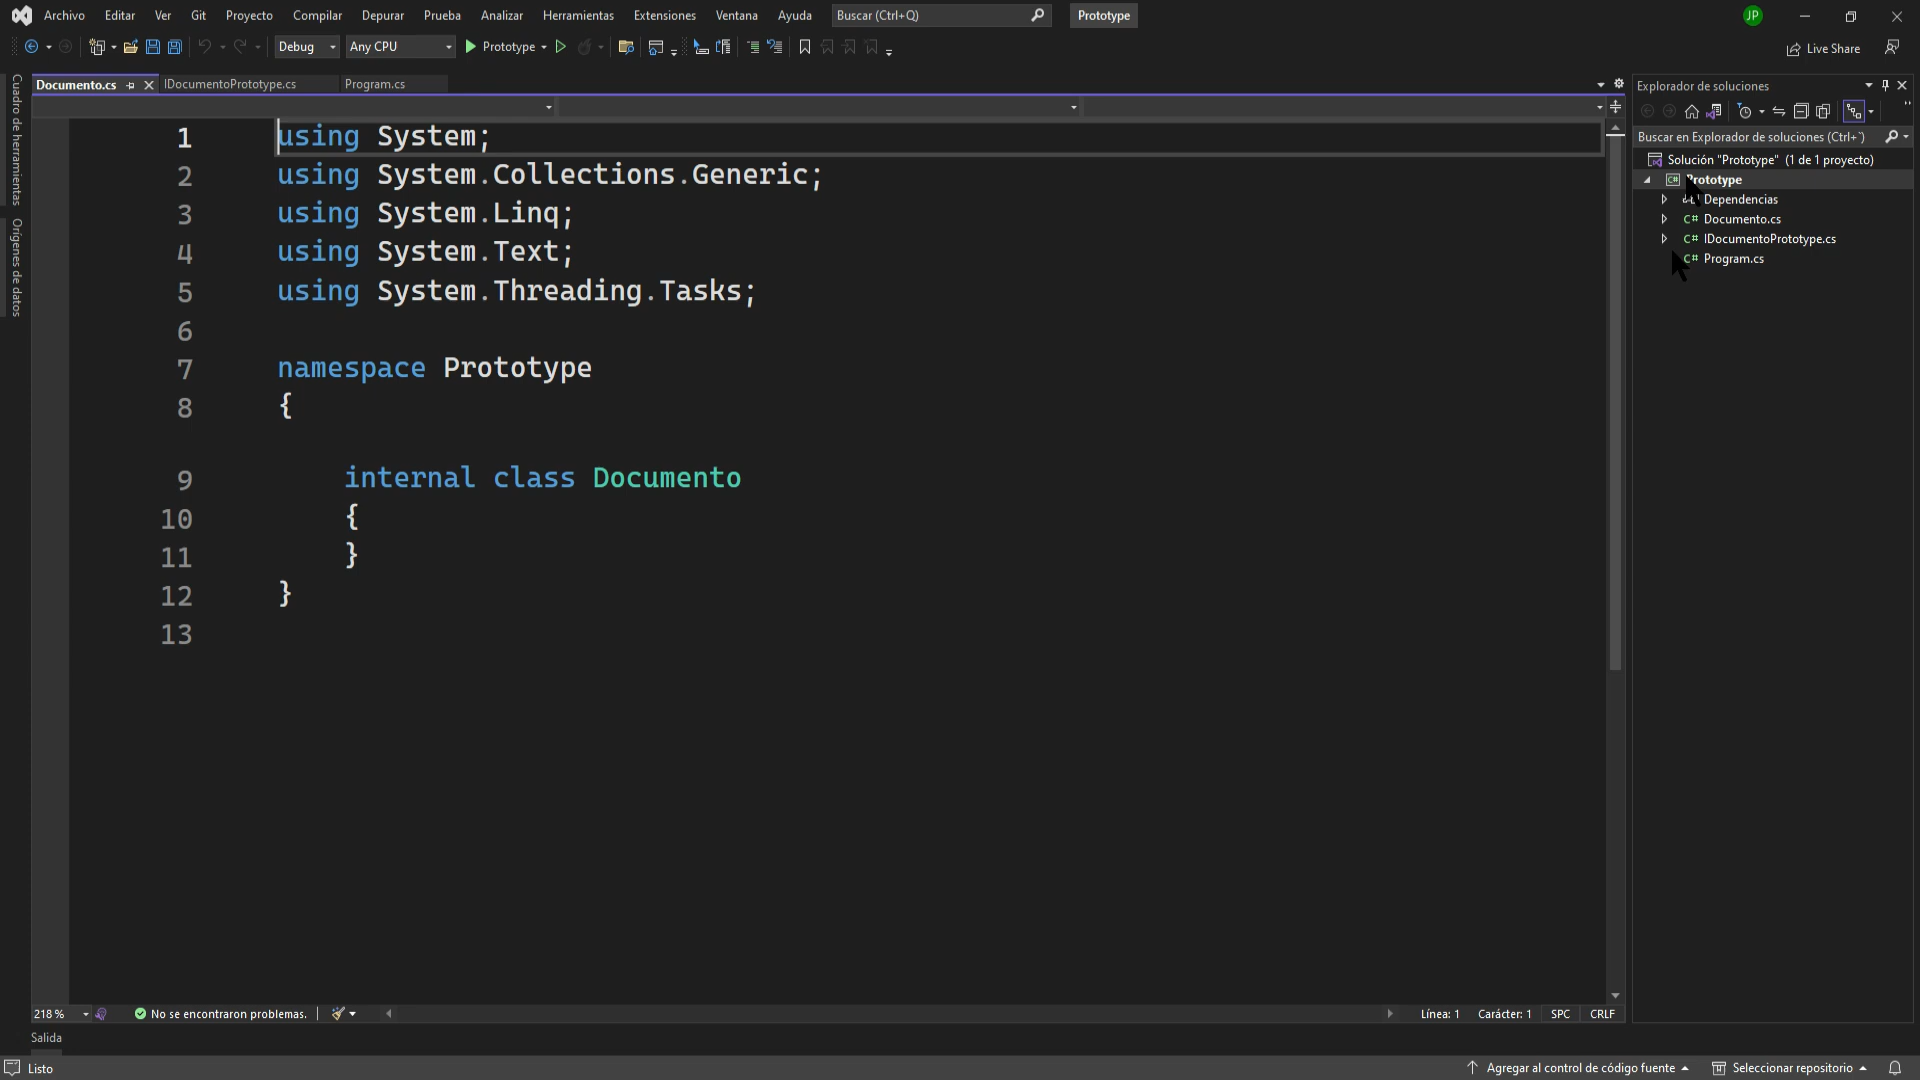 Archivo Editar Ver Git Proyecto Compilar Depurar Prueba Analizar Herramientas Extensiones Ventana Ayuda Buscar (Ctrl+Q) Prototype JP
Debug Any CPU Prototype Live Share
Cuadro de herramientas
Orígenes de datos
Documento.cs IDocumentoPrototype.cs Program.cs
1 using System;
2 using System.Collections.Generic;
3 using System.Linq;
4 using System.Text;
5 using System.Threading.Tasks;
6
7 namespace Prototype
8 {
9 internal class Documento
10 {
11 }
12 }
13
218 % No se encontraron problemas. Línea: 1 Carácter: 1 SPC CRLF
Explorador de soluciones
Buscar en Explorador de soluciones (Ctrl+`)
Solución "Prototype" (1 de 1 proyecto)
C# Prototype
Dependencias
C# Documento.cs
C# IDocumentoPrototype.cs
C# Program.cs
Salida
Listo Agregar al control de código fuente Seleccionar repositorio